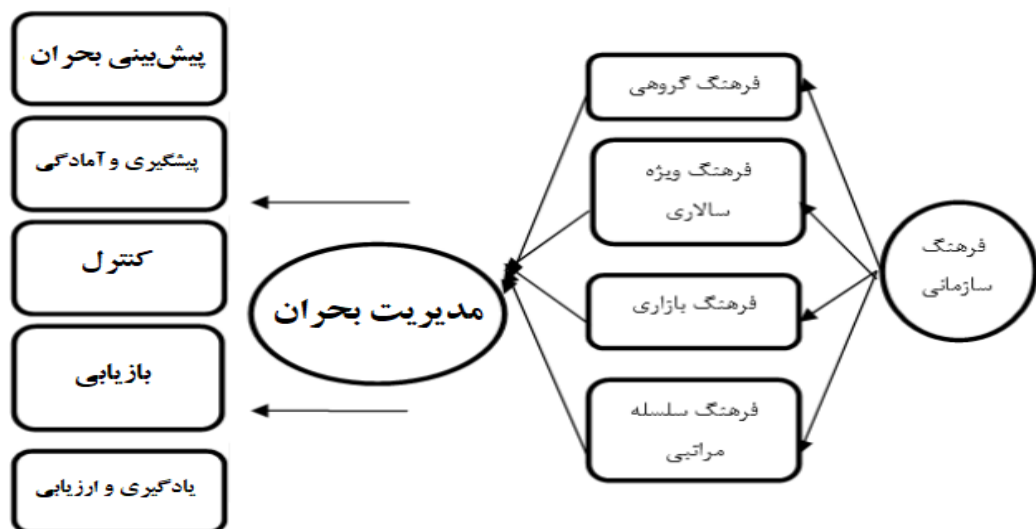 فرهنگ
سازمانی
فرهنگ گروهی
فرهنگ ویژه
سالاری
فرهنگ بازاری
فرهنگ سلسله
مراتبی
مدیریت بحران
پیش‌بینی بحران
پیشگیری و آمادگی
کنترل
بازیابی
یادگیری و ارزیابی